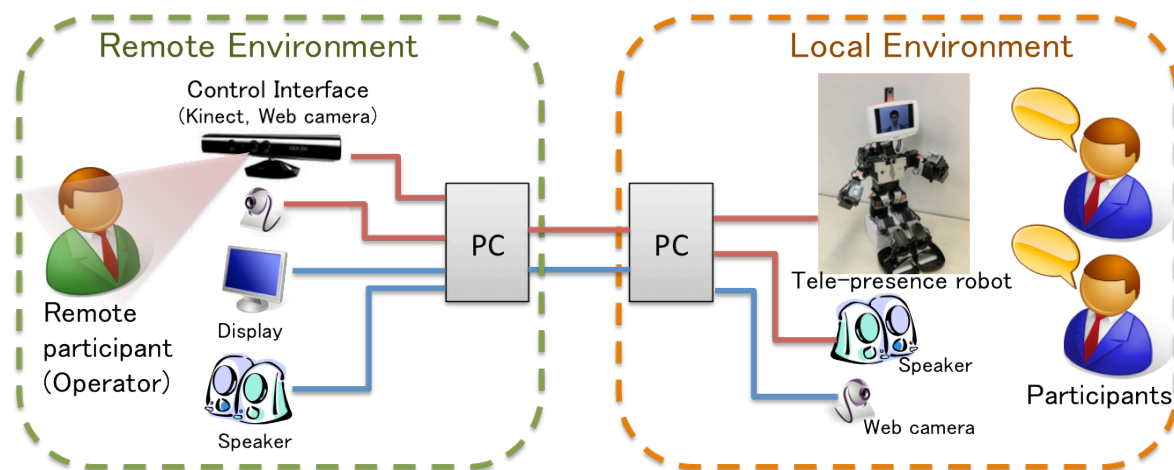 Remote Environment
Control Interface
(Kinect, Web camera)
PC
Display
Remote
participant
(Operator)
Speaker
Local Environment
PC
Tele-presence robot
Speaker
Web camera
Participants